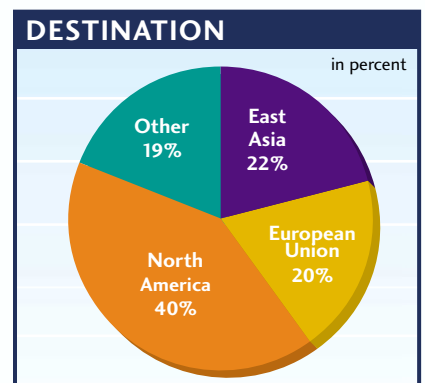 DESTINATION
in percent
East
Asia
22%
European
Union
20%
North
America
40%
Other
19%